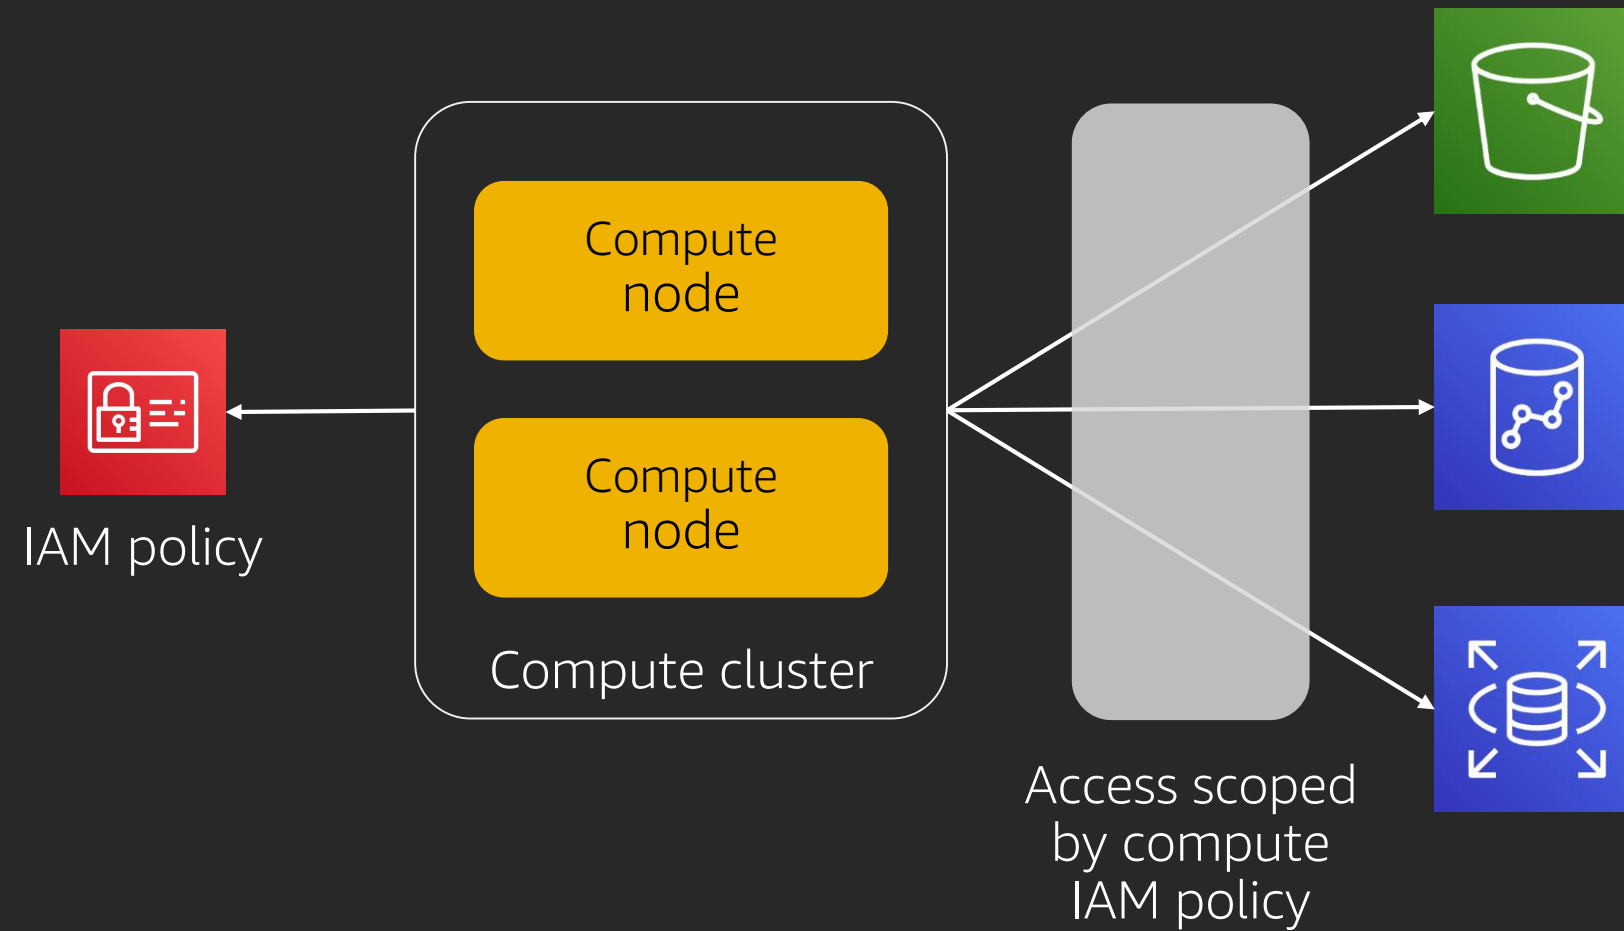 IAM policy
Compute
node
Compute
node
Compute cluster
Access scoped
by compute
IAM policy